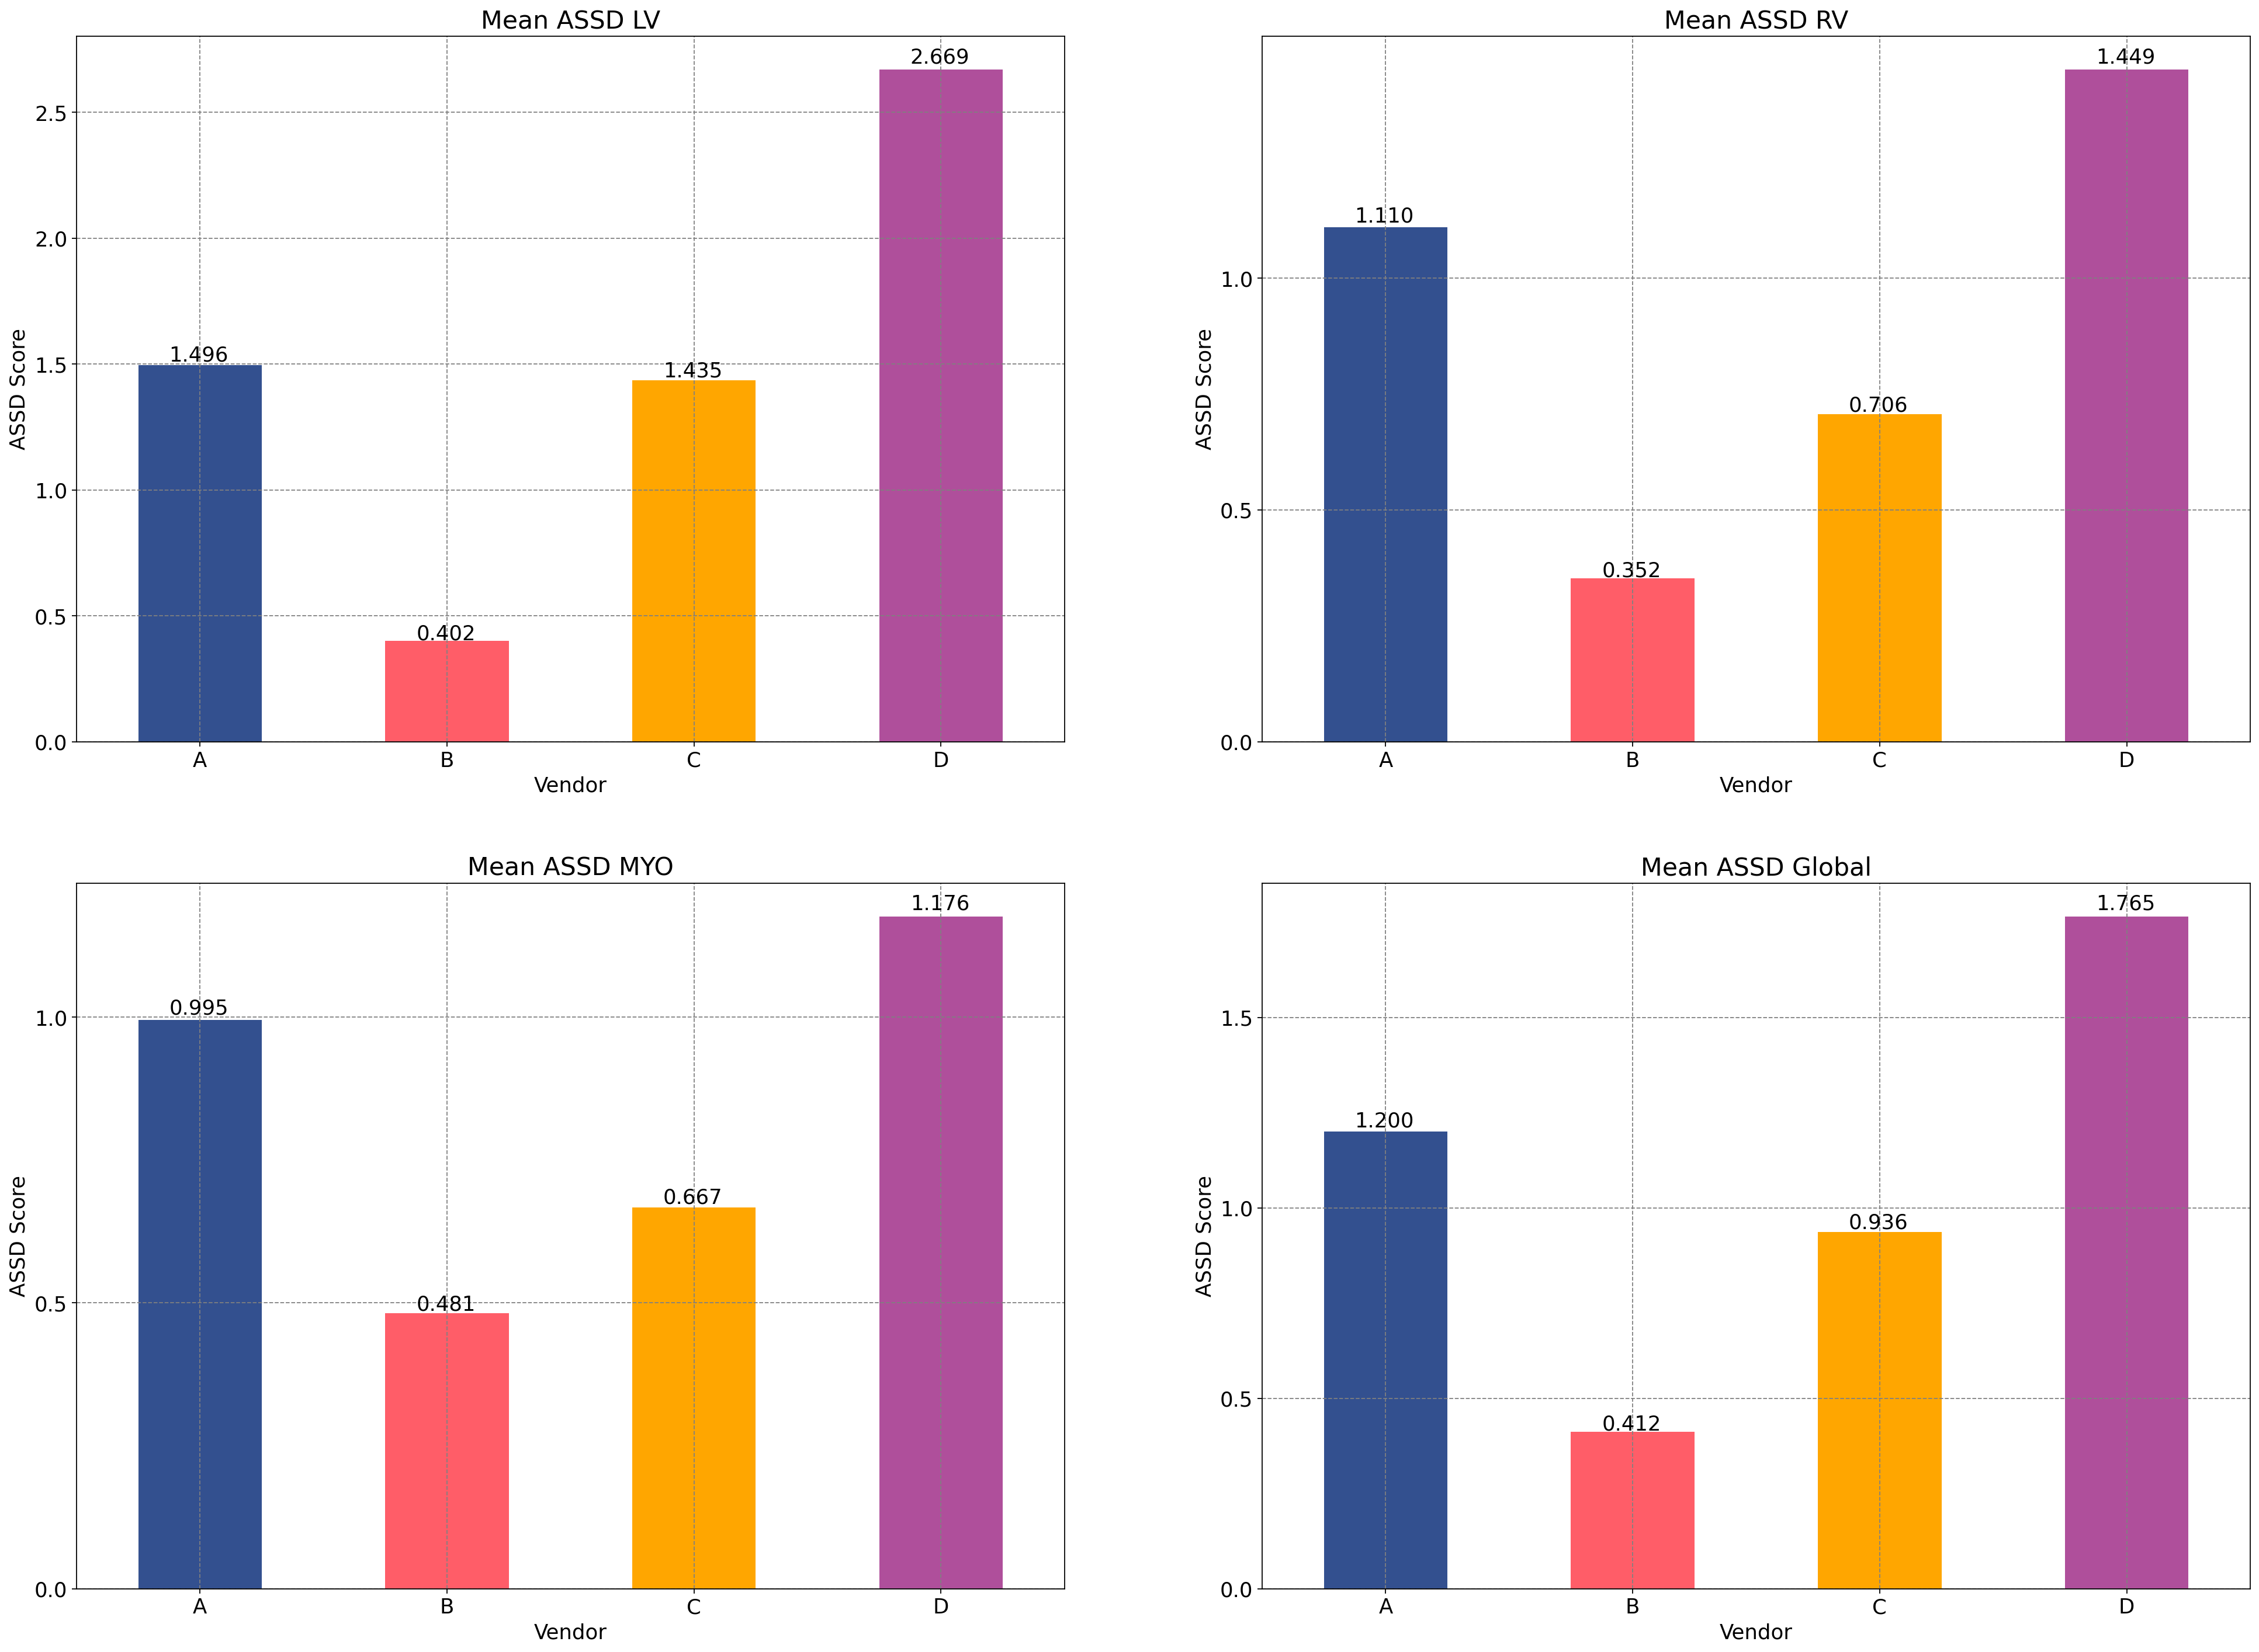 Mean ASSD LV
ASSD Score
2.5
2.0
1.5
1.0
0.5
0.0
1.496
0.402
1.435
2.669
A B C D
Vendor
Mean ASSD RV
ASSD Score
1.0
0.5
0.0
1.110
0.352
0.706
1.449
A B C D
Vendor
Mean ASSD MYO
ASSD Score
1.0
0.5
0.0
0.995
0.481
0.667
1.176
A B C D
Vendor
Mean ASSD Global
ASSD Score
1.5
1.0
0.5
0.0
1.200
0.412
0.936
1.765
A B C D
Vendor